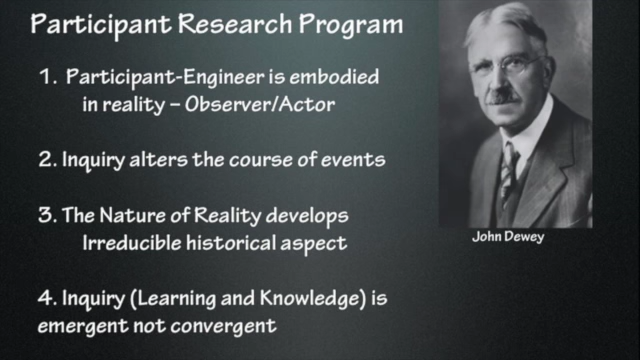 Participant Research Program
1. Participant-Engineer is embodied
in reality – Observer/Actor
2. Inquiry alters the course of events
3. The Nature of Reality develops
Irreducible historical aspect
4. Inquiry (Learning and Knowledge) is
emergent not convergent
John Dewey